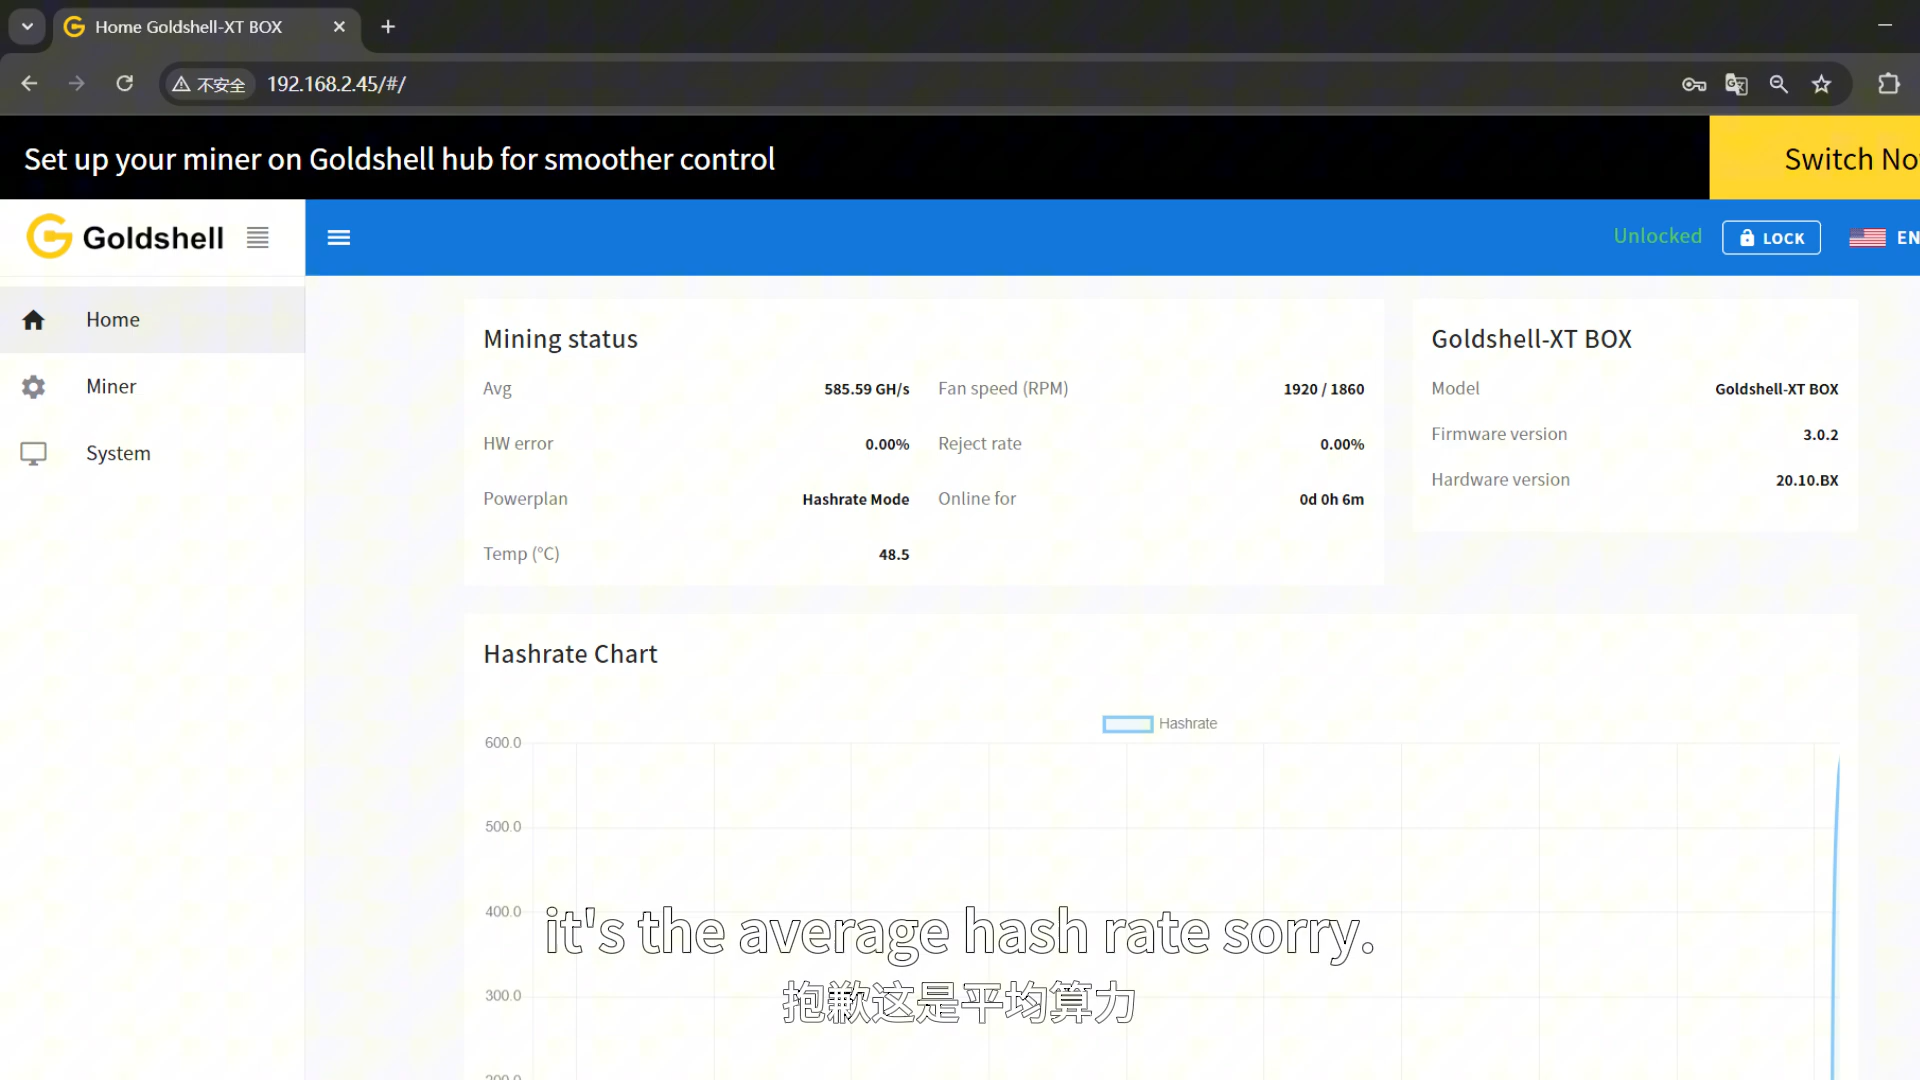 Home Goldshell-XT BOX
不安全
192.168.2.45/#/
Set up your miner on Goldshell hub for smoother control
Switch No
Goldshell
Unlocked
LOCK
EN
Home
Miner
System
Mining status
Avg 585.59 GH/s Fan speed (RPM) 1920 / 1860
HW error 0.00% Reject rate 0.00%
Powerplan Hashrate Mode Online for 0d 0h 6m
Temp (°C) 48.5
Goldshell-XT BOX
Model Goldshell-XT BOX
Firmware version 3.0.2
Hardware version 20.10.BX
Hashrate Chart
Hashrate
600.0
500.0
400.0
300.0
200.0
it's the average hash rate sorry.
抱歉这是平均算力